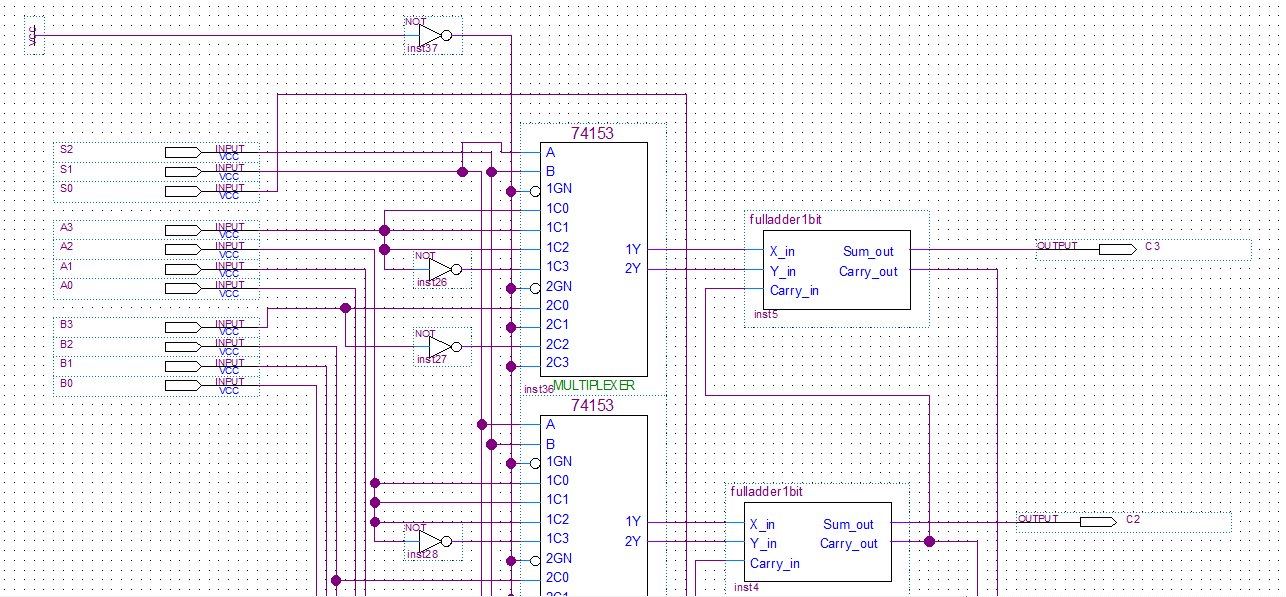 VCC
NOT
inst37
S2 INPUT VCC
S1 INPUT VCC
S0 INPUT VCC
A3 INPUT VCC
A2 INPUT VCC
A1 INPUT VCC
A0 INPUT VCC
B3 INPUT VCC
B2 INPUT VCC
B1 INPUT VCC
B0 INPUT VCC
NOT
inst26
NOT
inst27
74153
A
B
1GN
1C0
1C1
1C2
1C3
2GN
2C0
2C1
2C2
2C3
1Y
2Y
inst36
MULTIPLEXER
fulladder1bit
X_in Sum_out
Y_in Carry_out
Carry_in
inst5
OUTPUT C3
74153
A
B
1GN
1C0
1C1
1C2
1C3
2GN
2C0
2C1
1Y
2Y
NOT
inst28
fulladder1bit
X_in Sum_out
Y_in Carry_out
Carry_in
inst4
OUTPUT C2